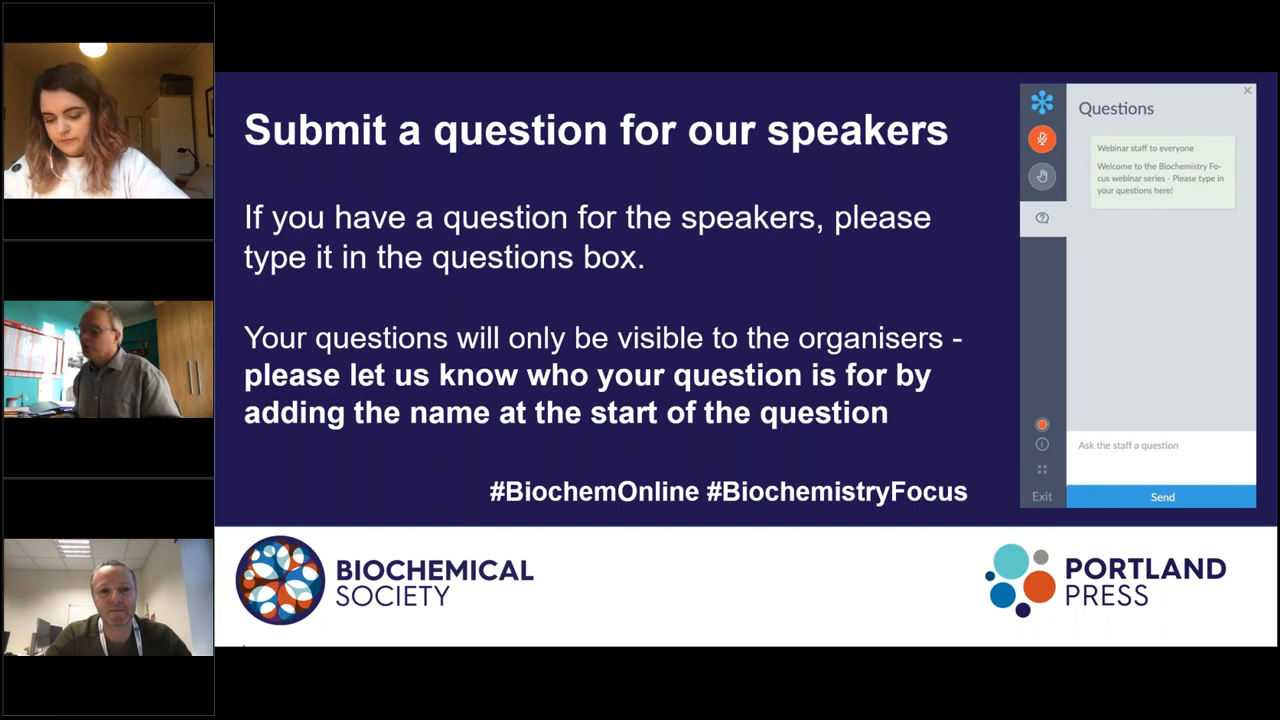 Submit a question for our speakers
If you have a question for the speakers, please
type it in the questions box.
Your questions will only be visible to the organisers -
please let us know who your question is for by
adding the name at the start of the question
#BiochemOnline #BiochemistryFocus
Questions
Webinar staff to everyone
Welcome to the Biochemistry Fo-
cus webinar series - Please type in
your questions here!
Ask the staff a question
Exit
Send
BIOCHEMICAL
SOCIETY
PORTLAND
PRESS